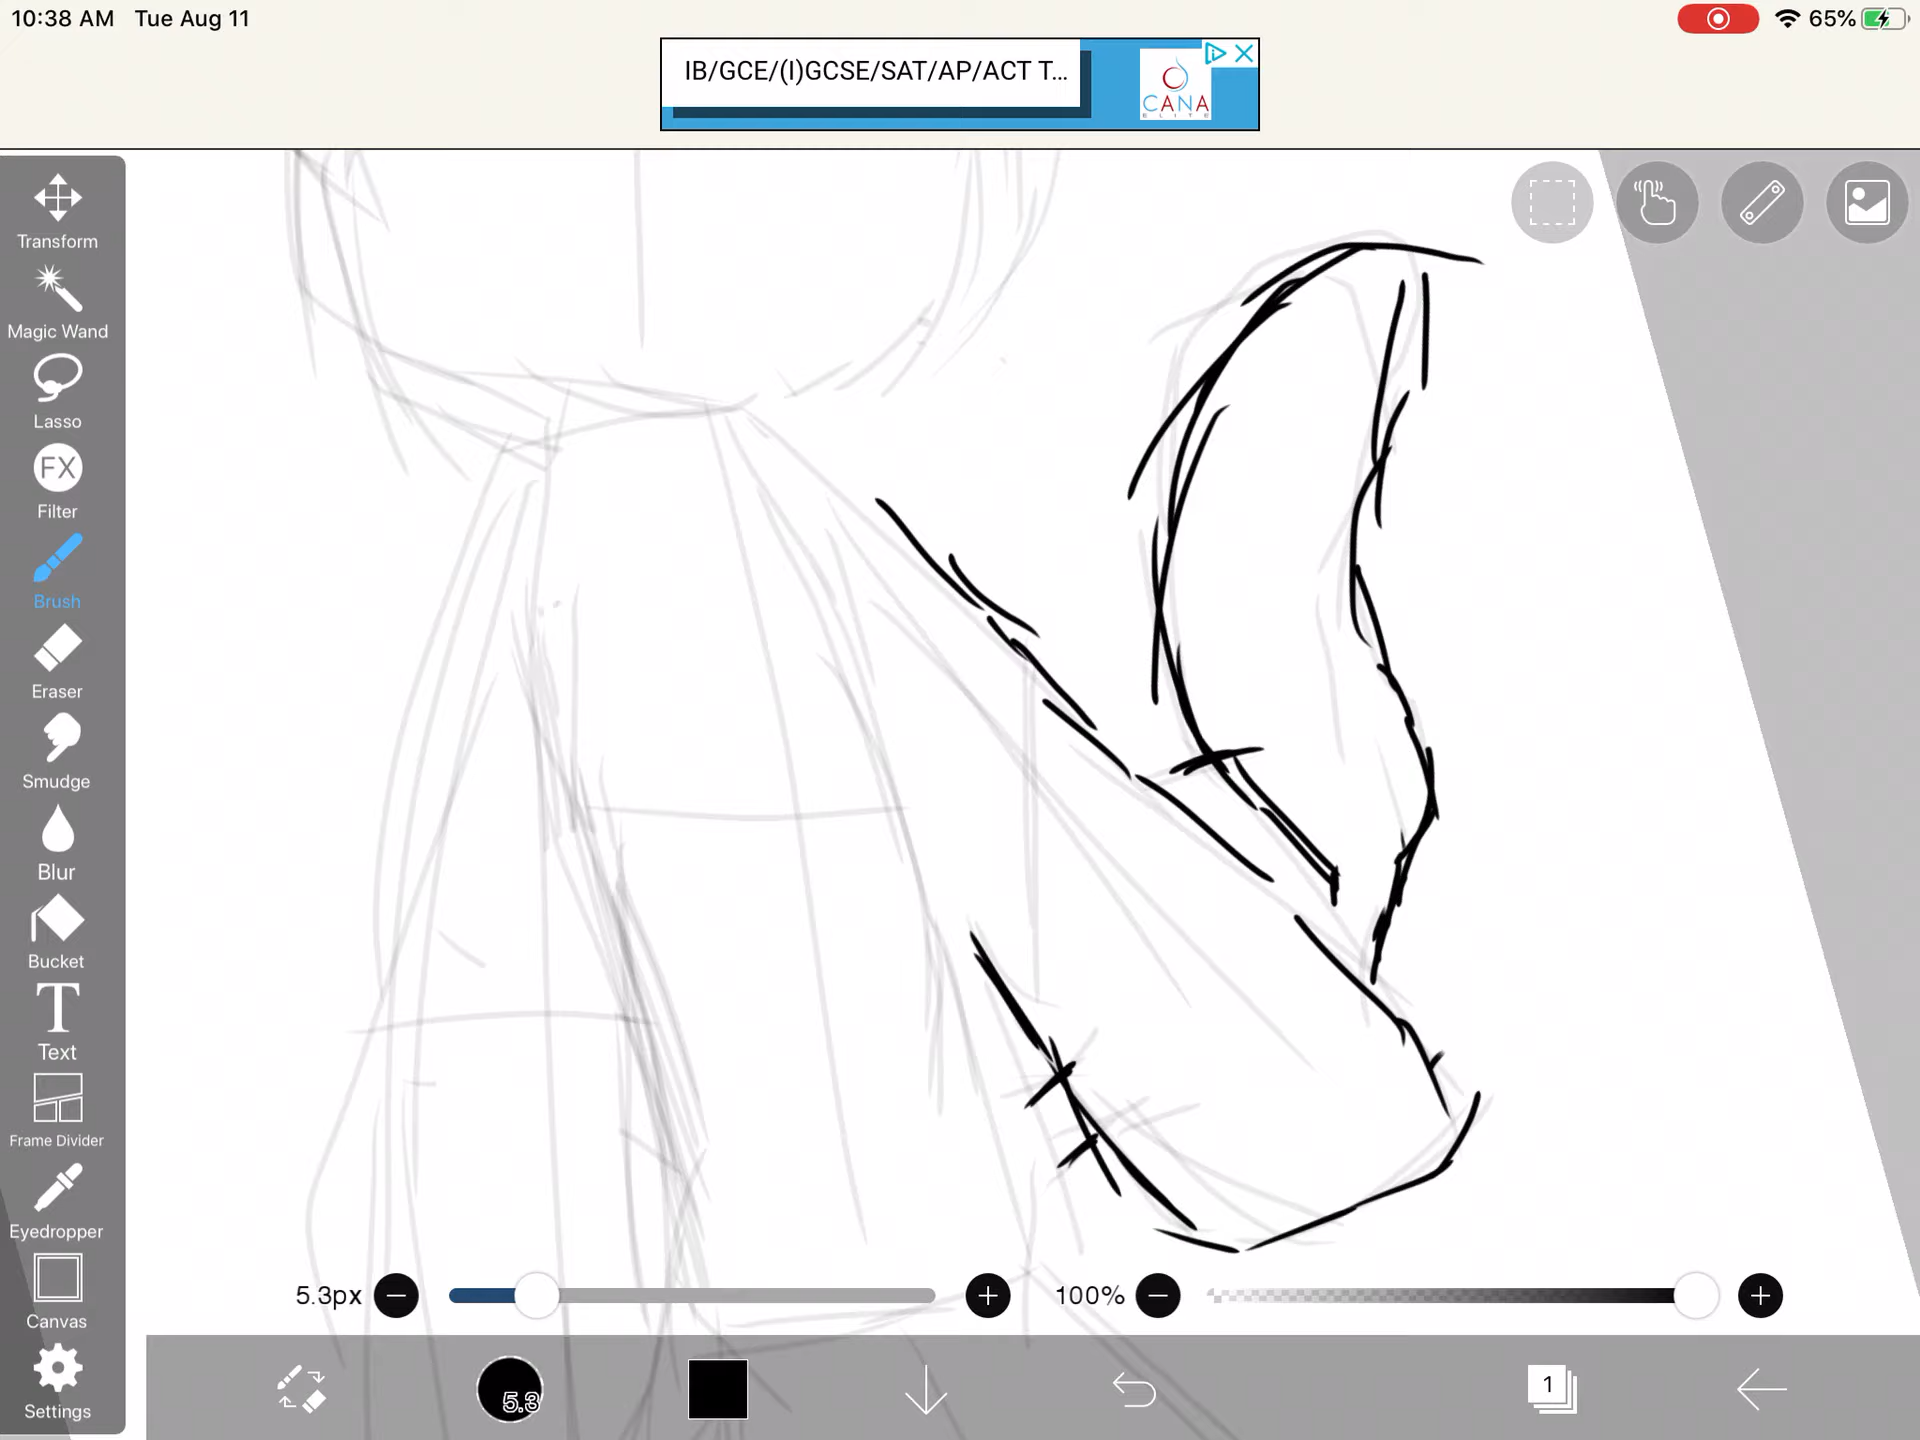 10:38 AM Tue Aug 11
65%
IB/GCE/(I)GCSE/SAT/AP/ACT T...
CANA
ELITE
Transform
Magic Wand
Lasso
FX
Filter
Brush
Eraser
Smudge
Blur
Bucket
T
Text
Frame Divider
Eyedropper
Canvas
Settings
5.3px
100%
5.3
1